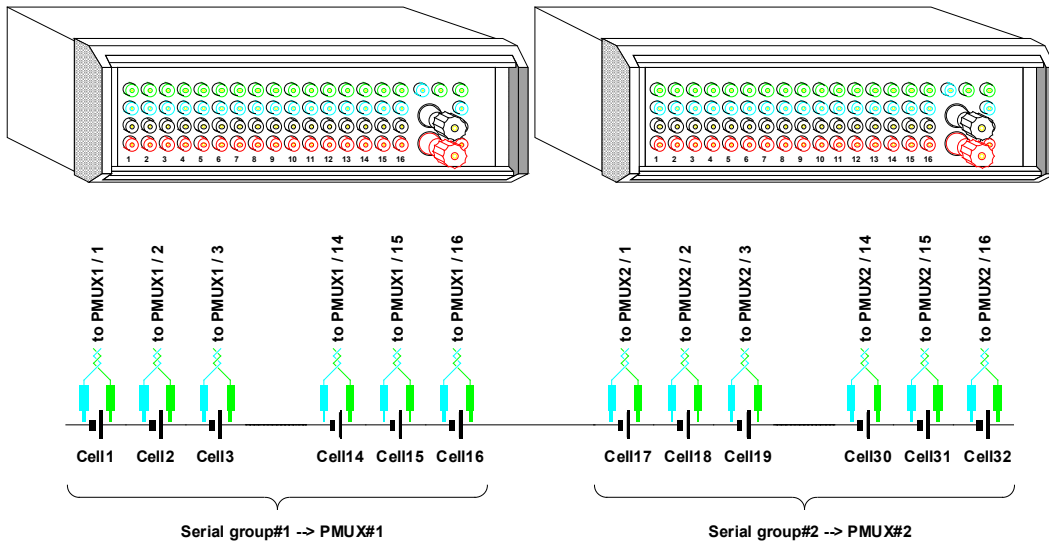 1 2 3 4 5 6 7 8 9 10 11 12 13 14 15 16
1 2 3 4 5 6 7 8 9 10 11 12 13 14 15 16
to PMUX1 / 1
to PMUX1 / 2
to PMUX1 / 3
to PMUX1 / 14
to PMUX1 / 15
to PMUX1 / 16
to PMUX2 / 1
to PMUX2 / 2
to PMUX2 / 3
to PMUX2 / 14
to PMUX2 / 15
to PMUX2 / 16
Cell1 Cell2 Cell3 Cell14 Cell15 Cell16 Cell17 Cell18 Cell19 Cell30 Cell31 Cell32
Serial group#1 --> PMUX#1
Serial group#2 --> PMUX#2